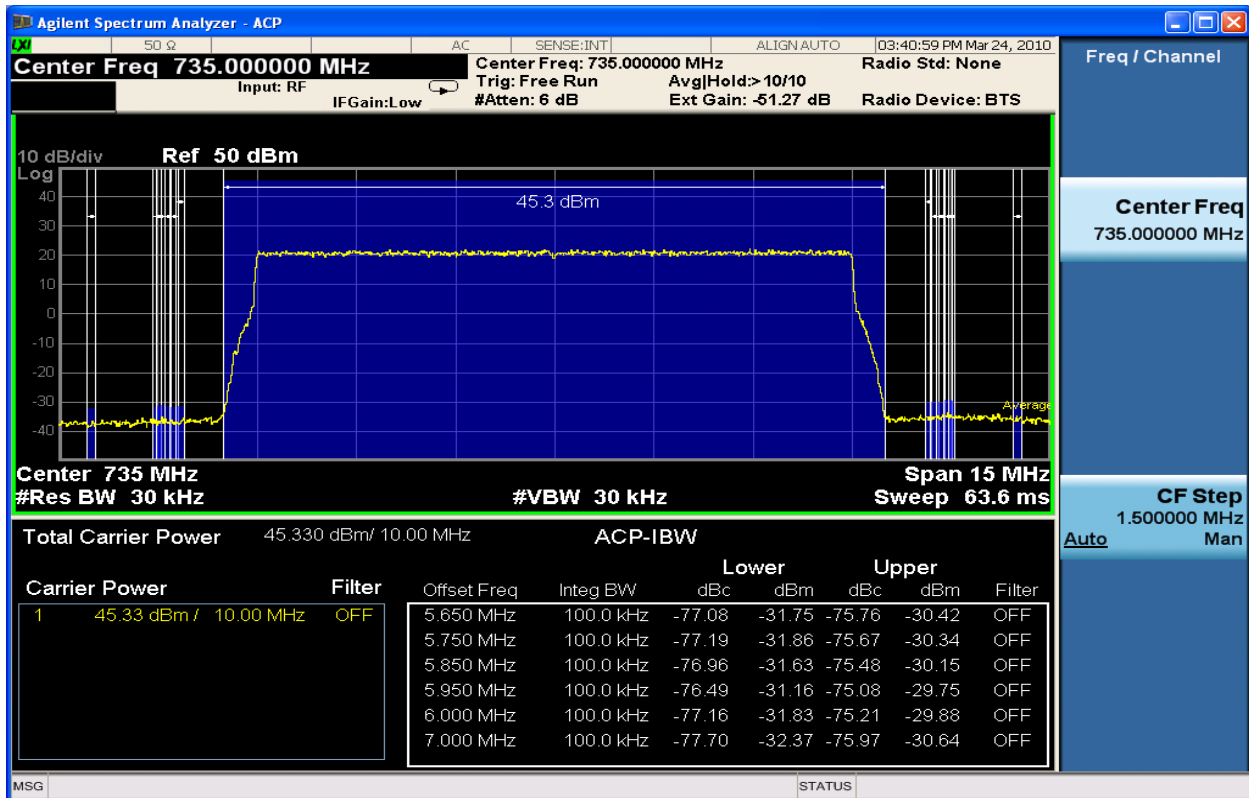 Agilent Spectrum Analyzer - ACP
LXI 50 Ω AC SENSE:INT ALIGN AUTO 03:40:59 PM Mar 24, 2010
Center Freq 735.000000 MHz
Input: RF
IFGain:Low
Center Freq: 735.000000 MHz
Trig: Free Run Avg|Hold:> 10/10
#Atten: 6 dB Ext Gain: -51.27 dB
Radio Std: None
Radio Device: BTS
10 dB/div Ref 50 dBm
Log
40
30
20
10
0
-10
-20
-30
-40
45.3 dBm
Average
Center 735 MHz Span 15 MHz
#Res BW 30 kHz #VBW 30 kHz Sweep 63.6 ms
Total Carrier Power 45.330 dBm/ 10.00 MHz ACP-IBW
Carrier Power Filter
1 45.33 dBm / 10.00 MHz OFF
Lower Upper
Offset Freq Integ BW dBc dBm dBc dBm Filter
5.650 MHz 100.0 kHz -77.08 -31.75 -75.76 -30.42 OFF
5.750 MHz 100.0 kHz -77.19 -31.86 -75.67 -30.34 OFF
5.850 MHz 100.0 kHz -76.96 -31.63 -75.48 -30.15 OFF
5.950 MHz 100.0 kHz -76.49 -31.16 -75.08 -29.75 OFF
6.000 MHz 100.0 kHz -77.16 -31.83 -75.21 -29.88 OFF
7.000 MHz 100.0 kHz -77.70 -32.37 -75.97 -30.64 OFF
MSG STATUS
Freq / Channel
Center Freq
735.000000 MHz
CF Step
1.500000 MHz
Auto Man